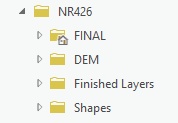 NR426
FINAL
DEM
Finished Layers
Shapes